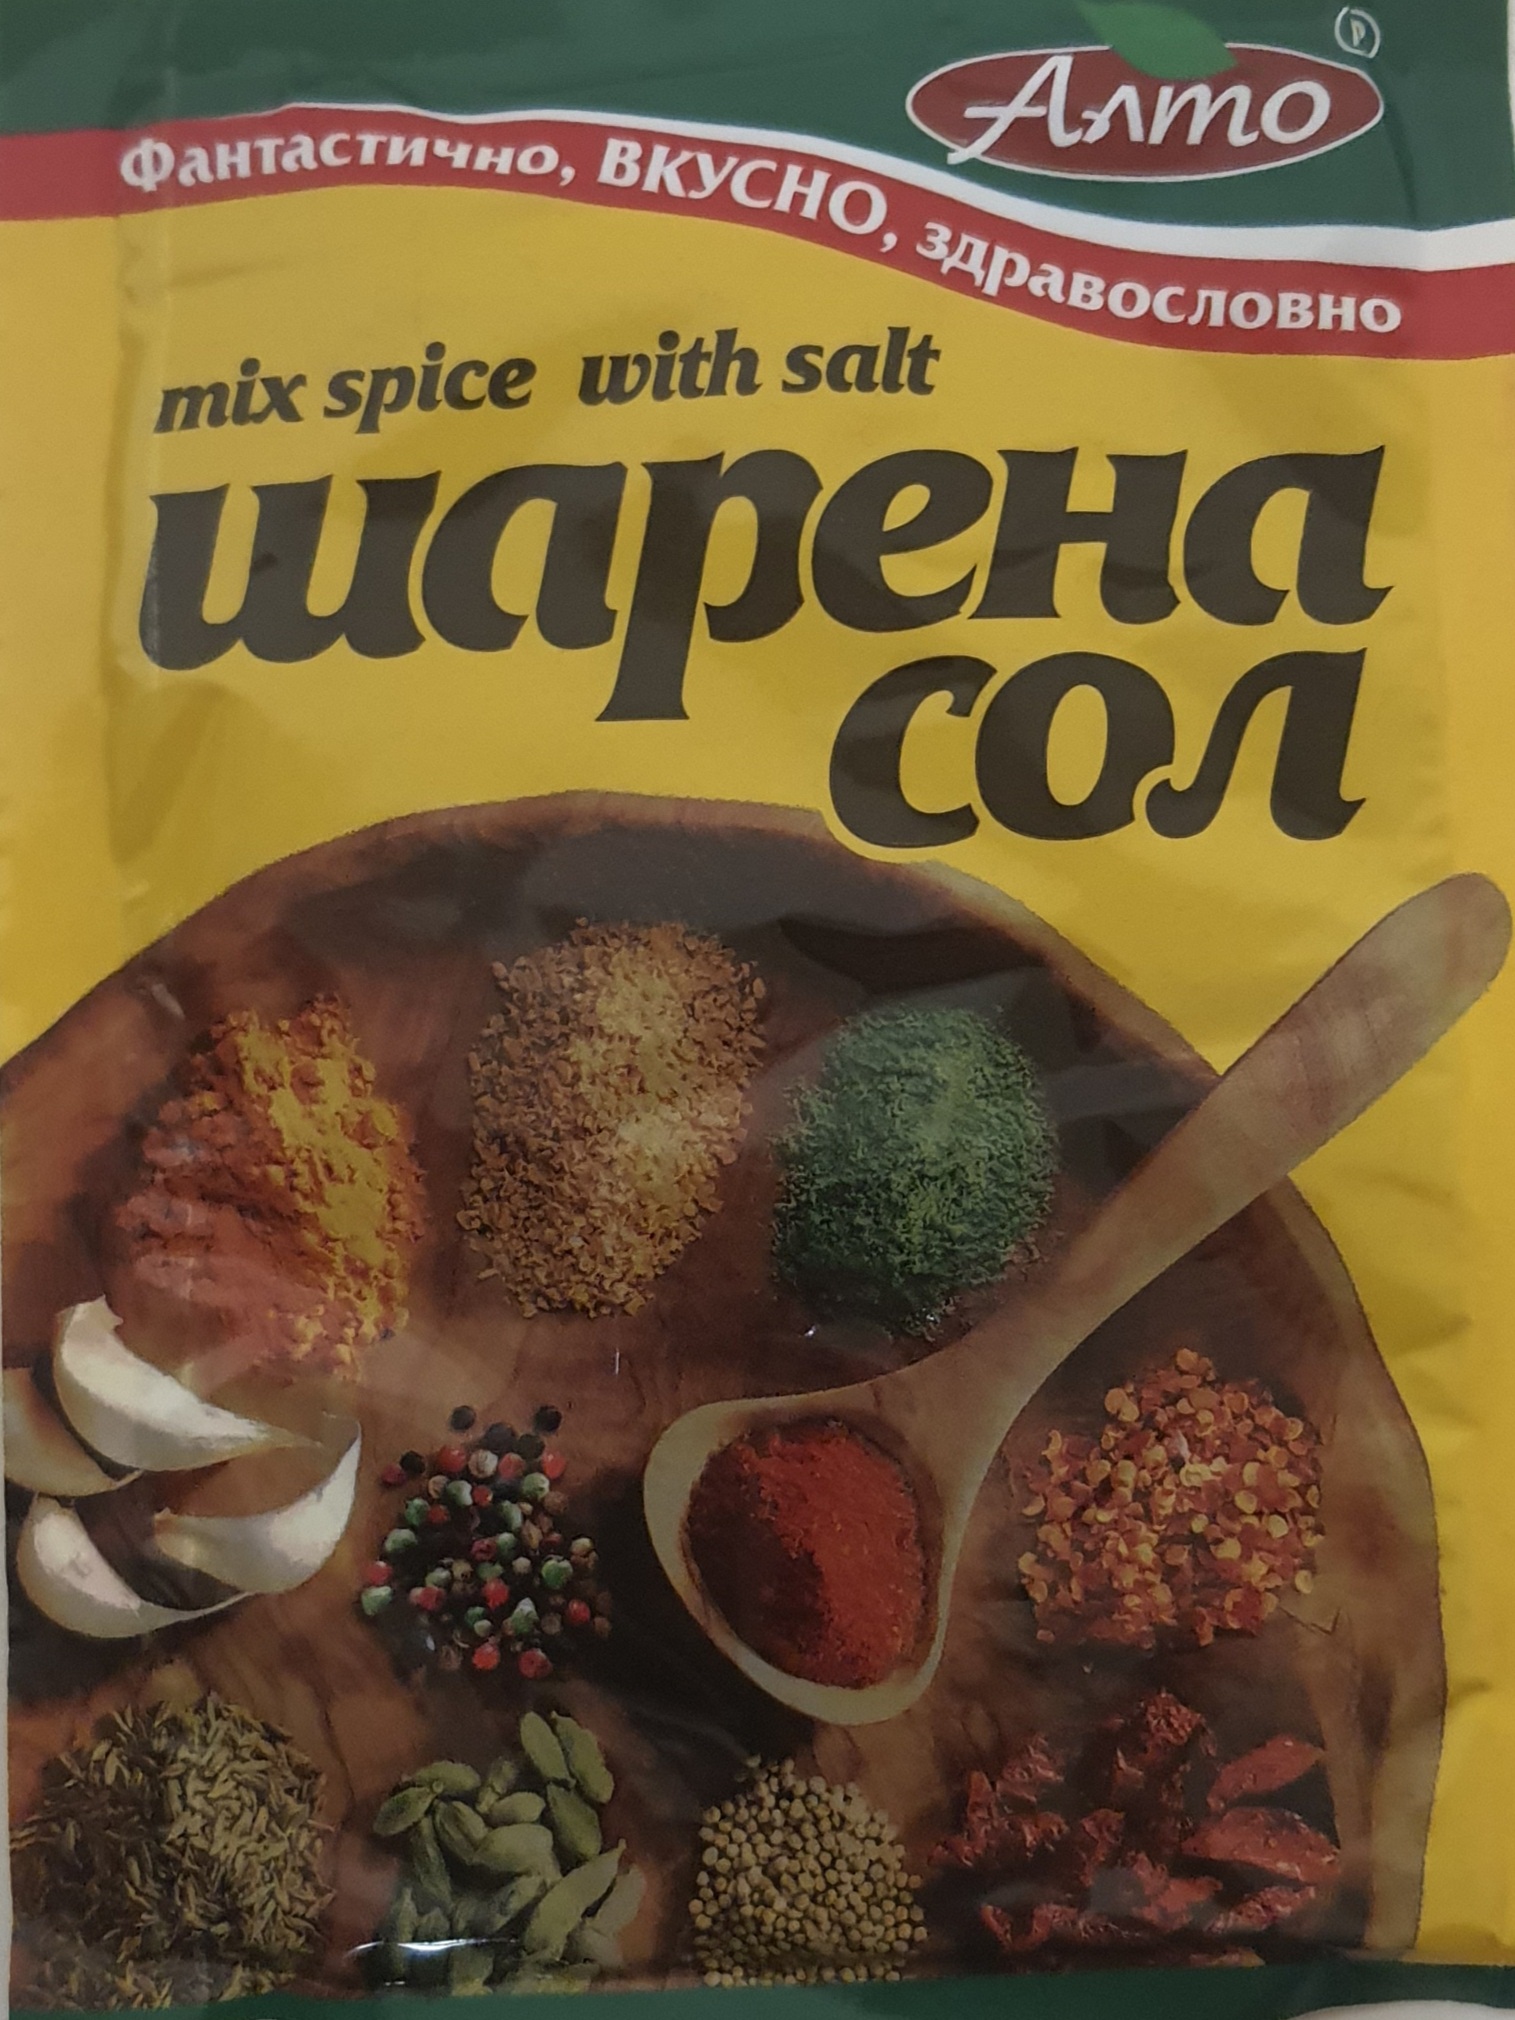 Алто
Фантастично, ВКУСНО, здравословно
mix spice with salt
шарена
сол